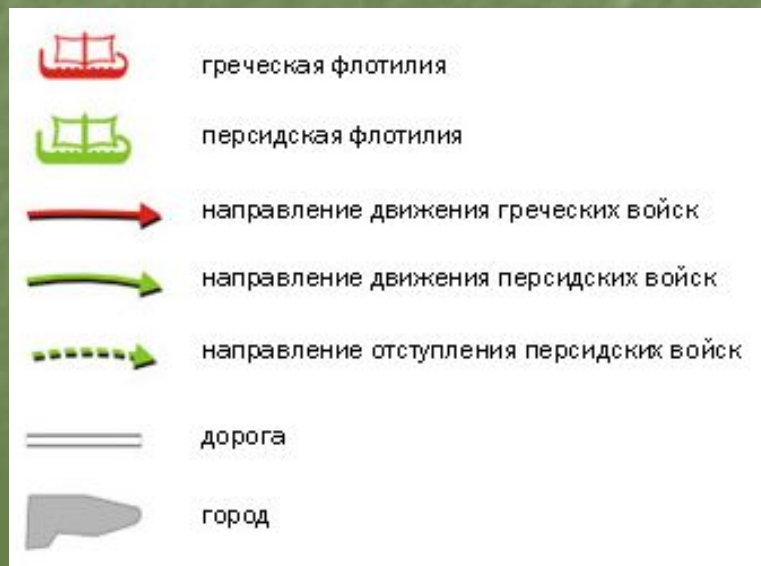 греческая флотилия
персидская флотилия
направление движения греческих войск
направление движения персидских войск
направление отступления персидских войск
дорога
город